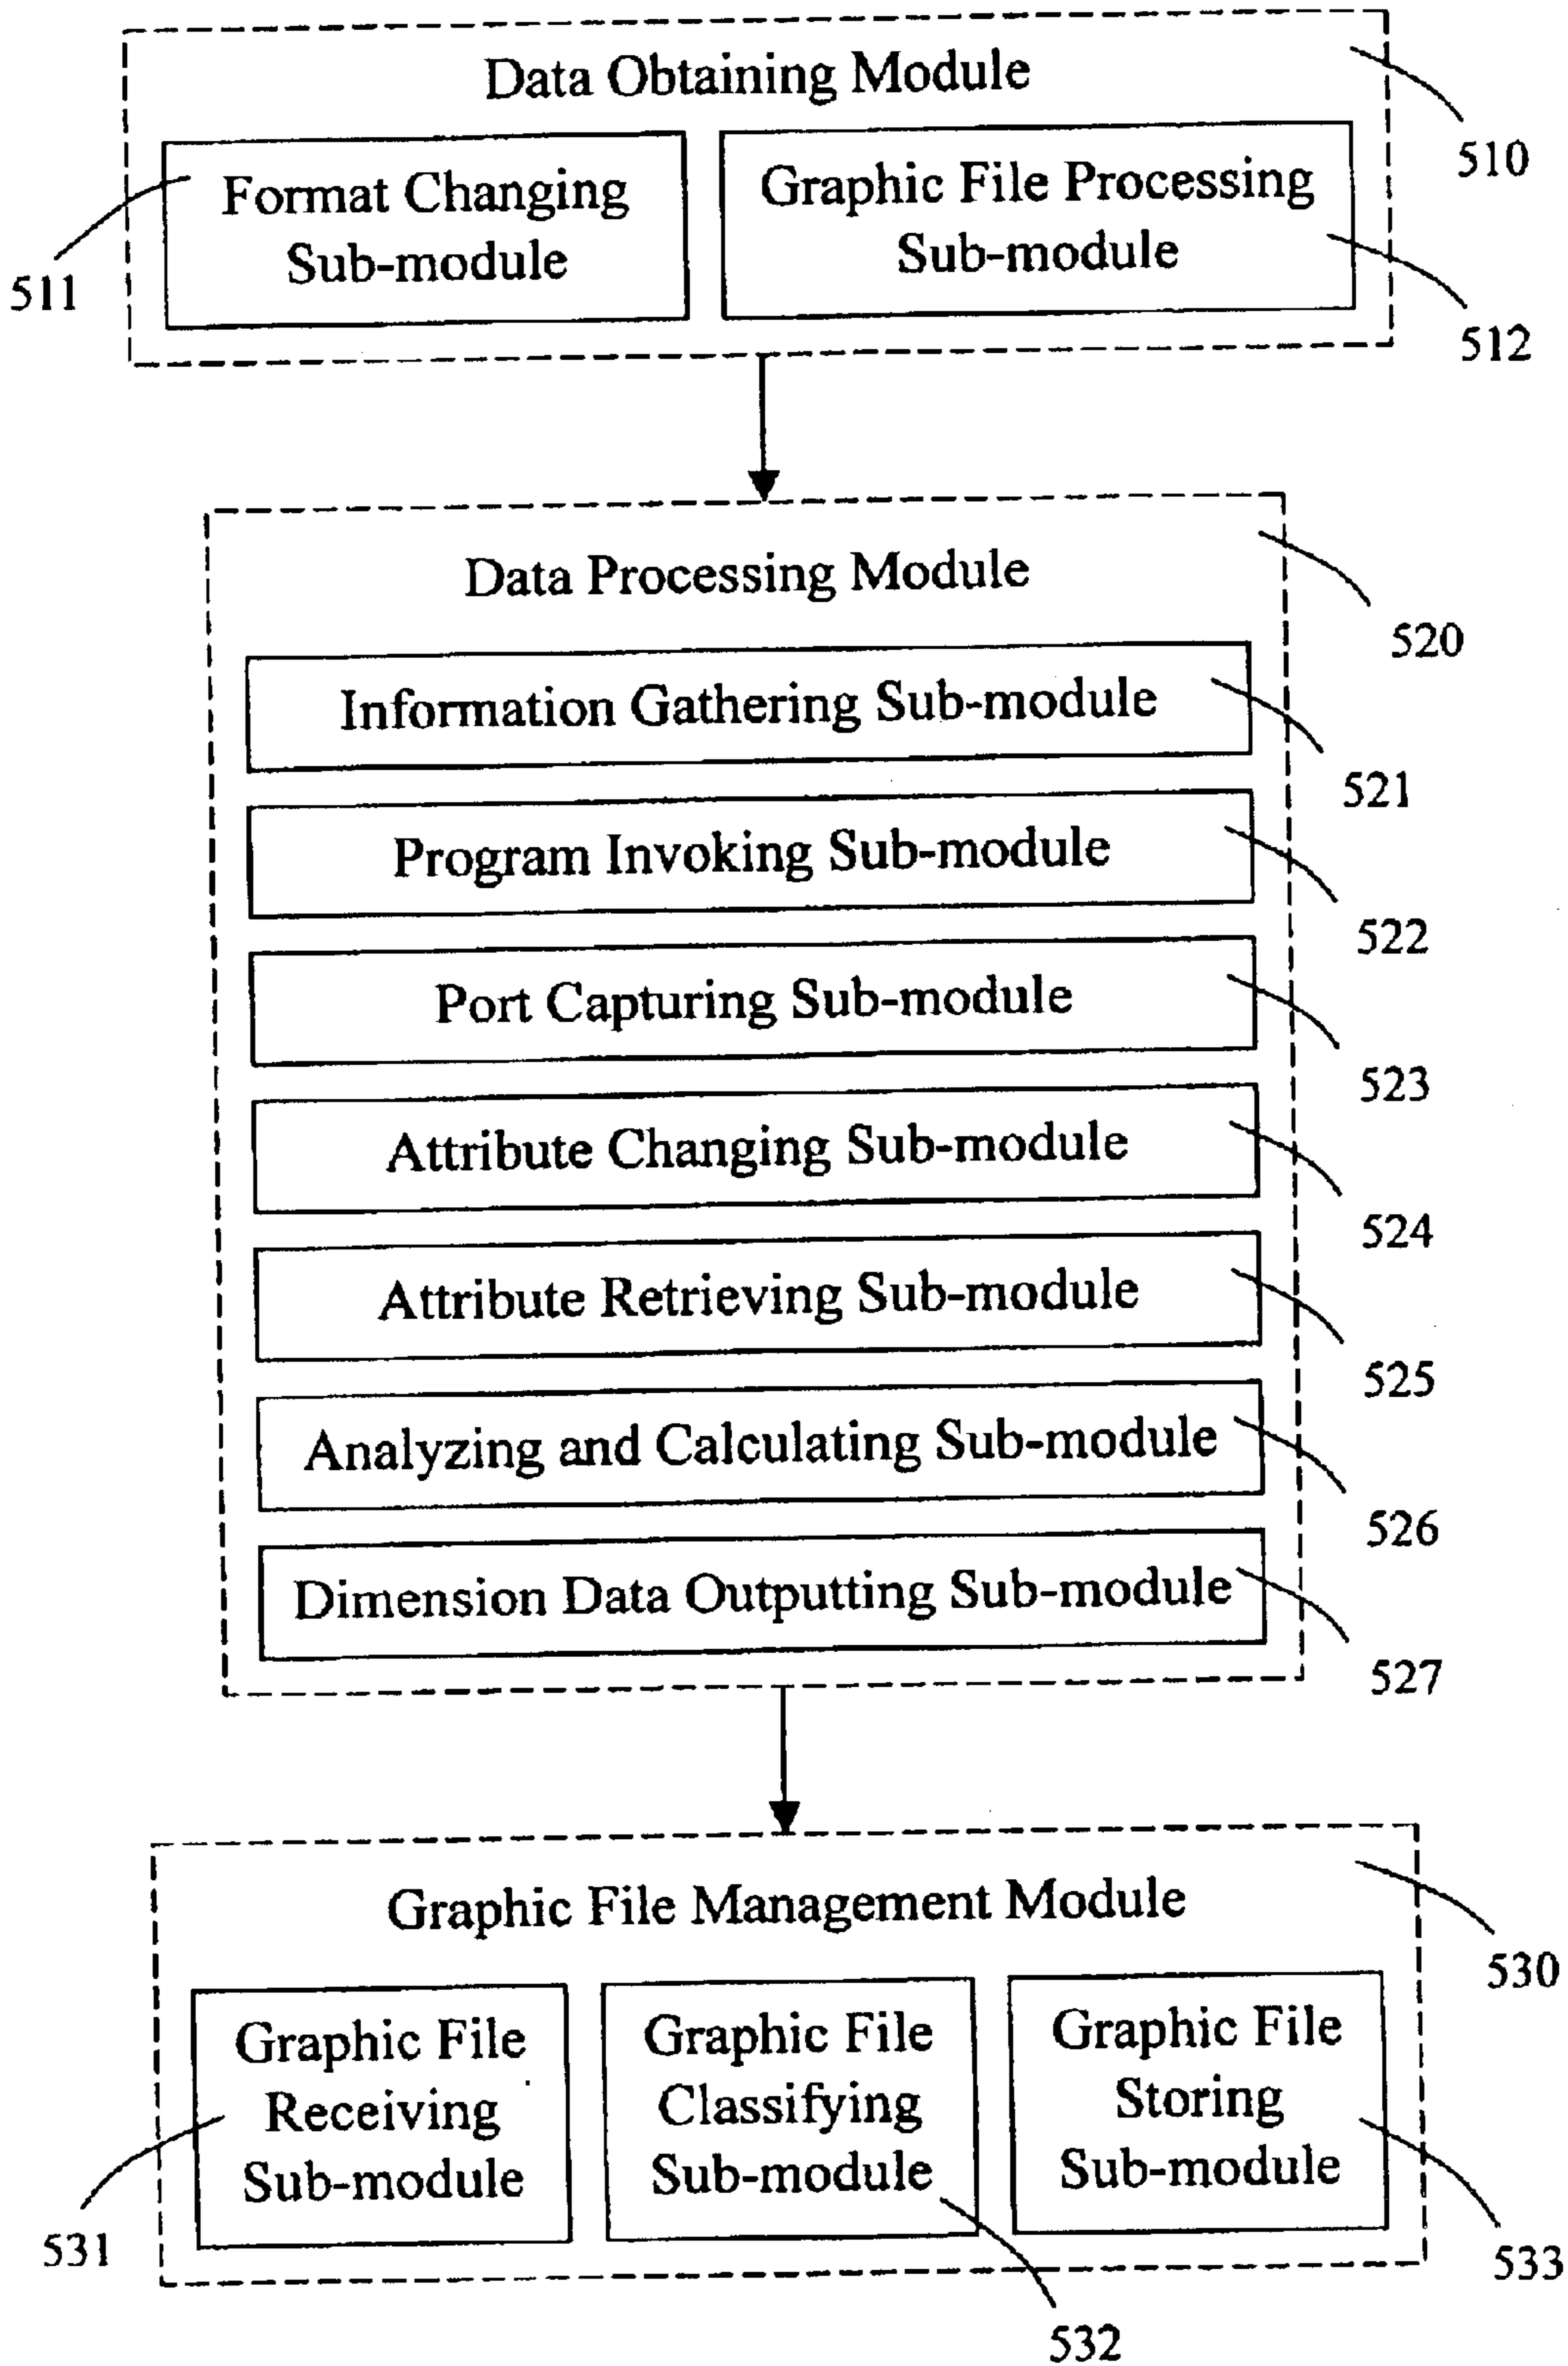 Data Obtaining Module
510
Format Changing
Sub-module
511
Graphic File Processing
Sub-module
512
Data Processing Module
520
Information Gathering Sub-module
521
Program Invoking Sub-module
522
Port Capturing Sub-module
523
Attribute Changing Sub-module
524
Attribute Retrieving Sub-module
525
Analyzing and Calculating Sub-module
526
Dimension Data Outputting Sub-module
527
Graphic File Management Module
530
Graphic File
Receiving
Sub-module
531
Graphic File
Classifying
Sub-module
532
Graphic File
Storing
Sub-module
533